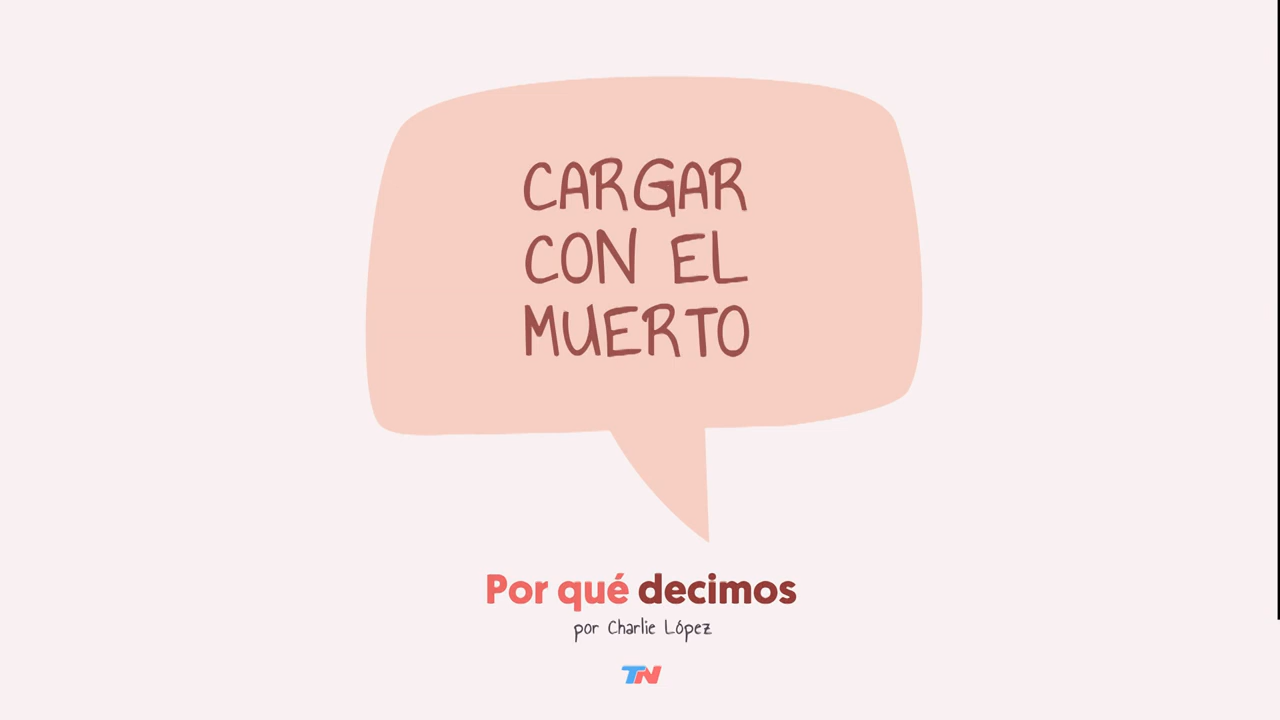 CARGAR
CON EL
MUERTO
Por qué decimos
por Charlie López
TN